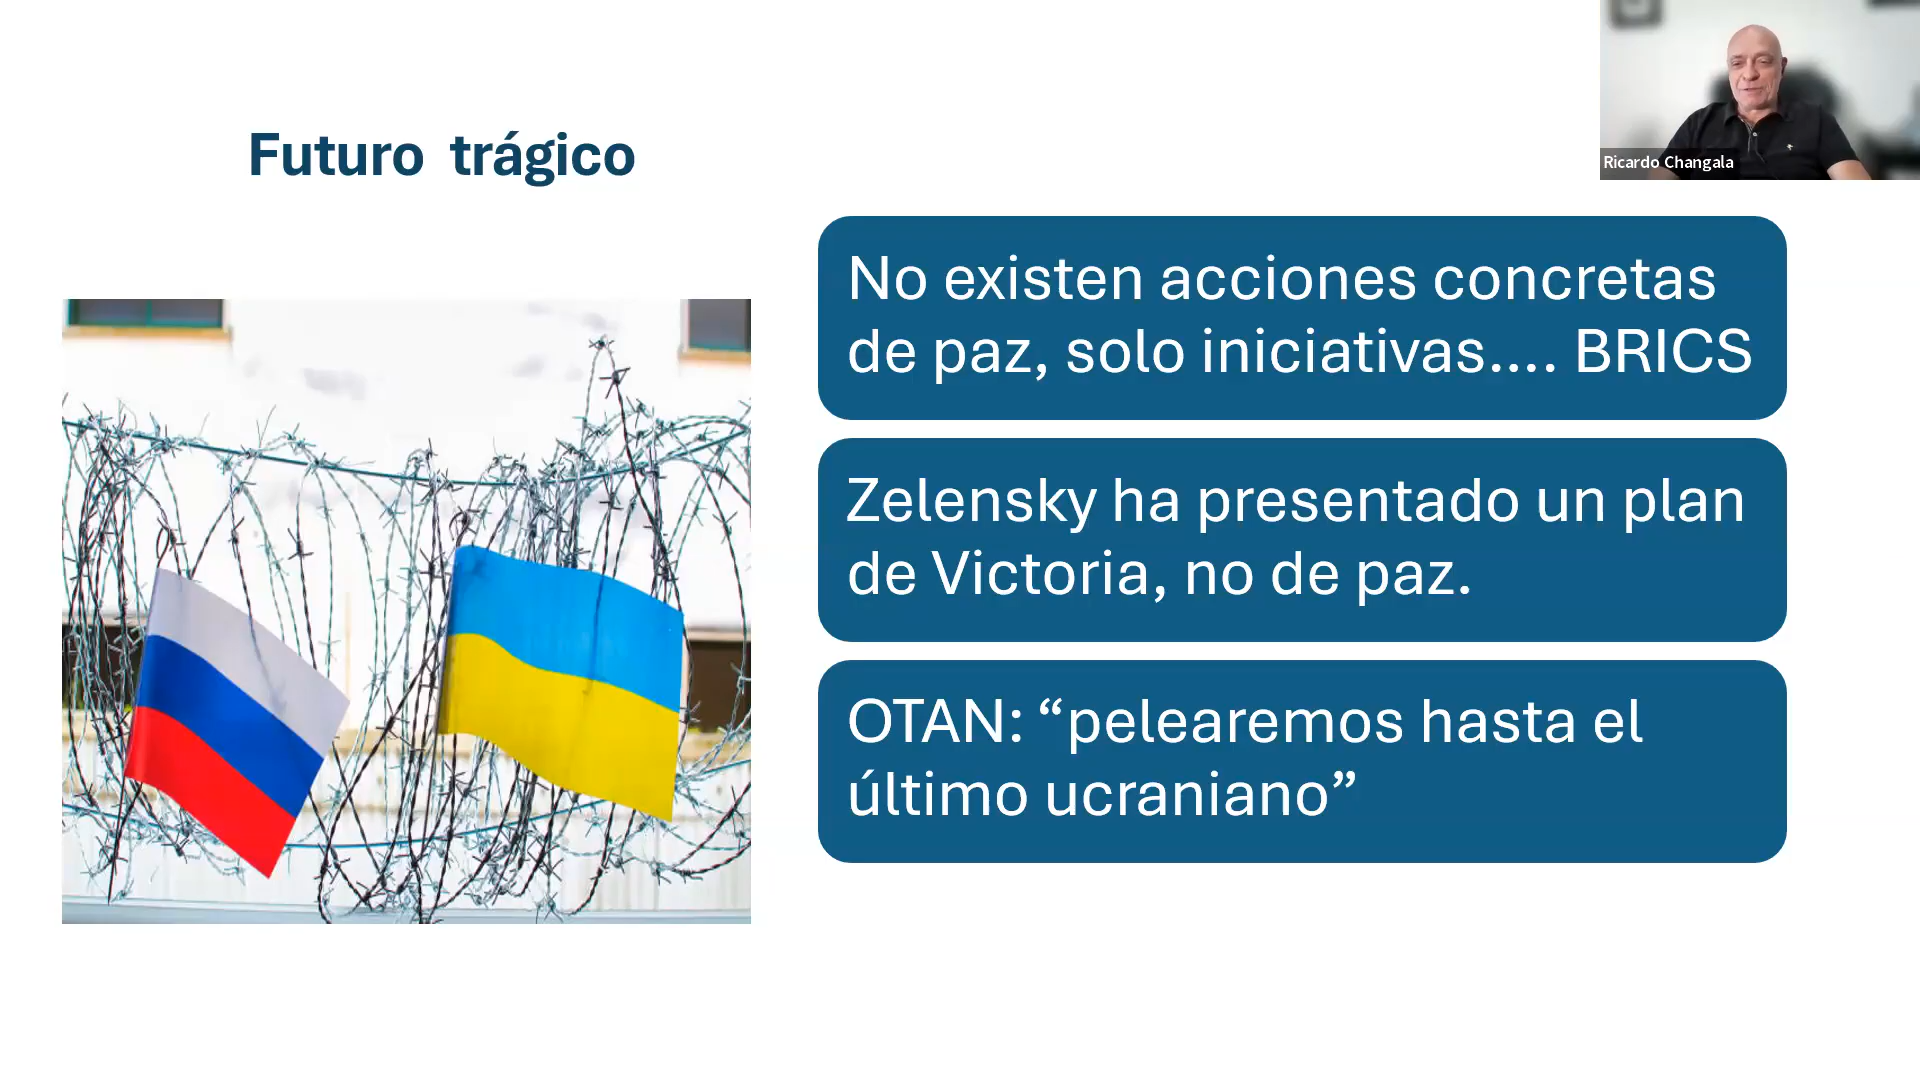 Futuro trágico
Ricardo Changala
No existen acciones concretas
de paz, solo iniciativas.... BRICS
Zelensky ha presentado un plan
de Victoria, no de paz.
OTAN: “pelearemos hasta el
último ucraniano”